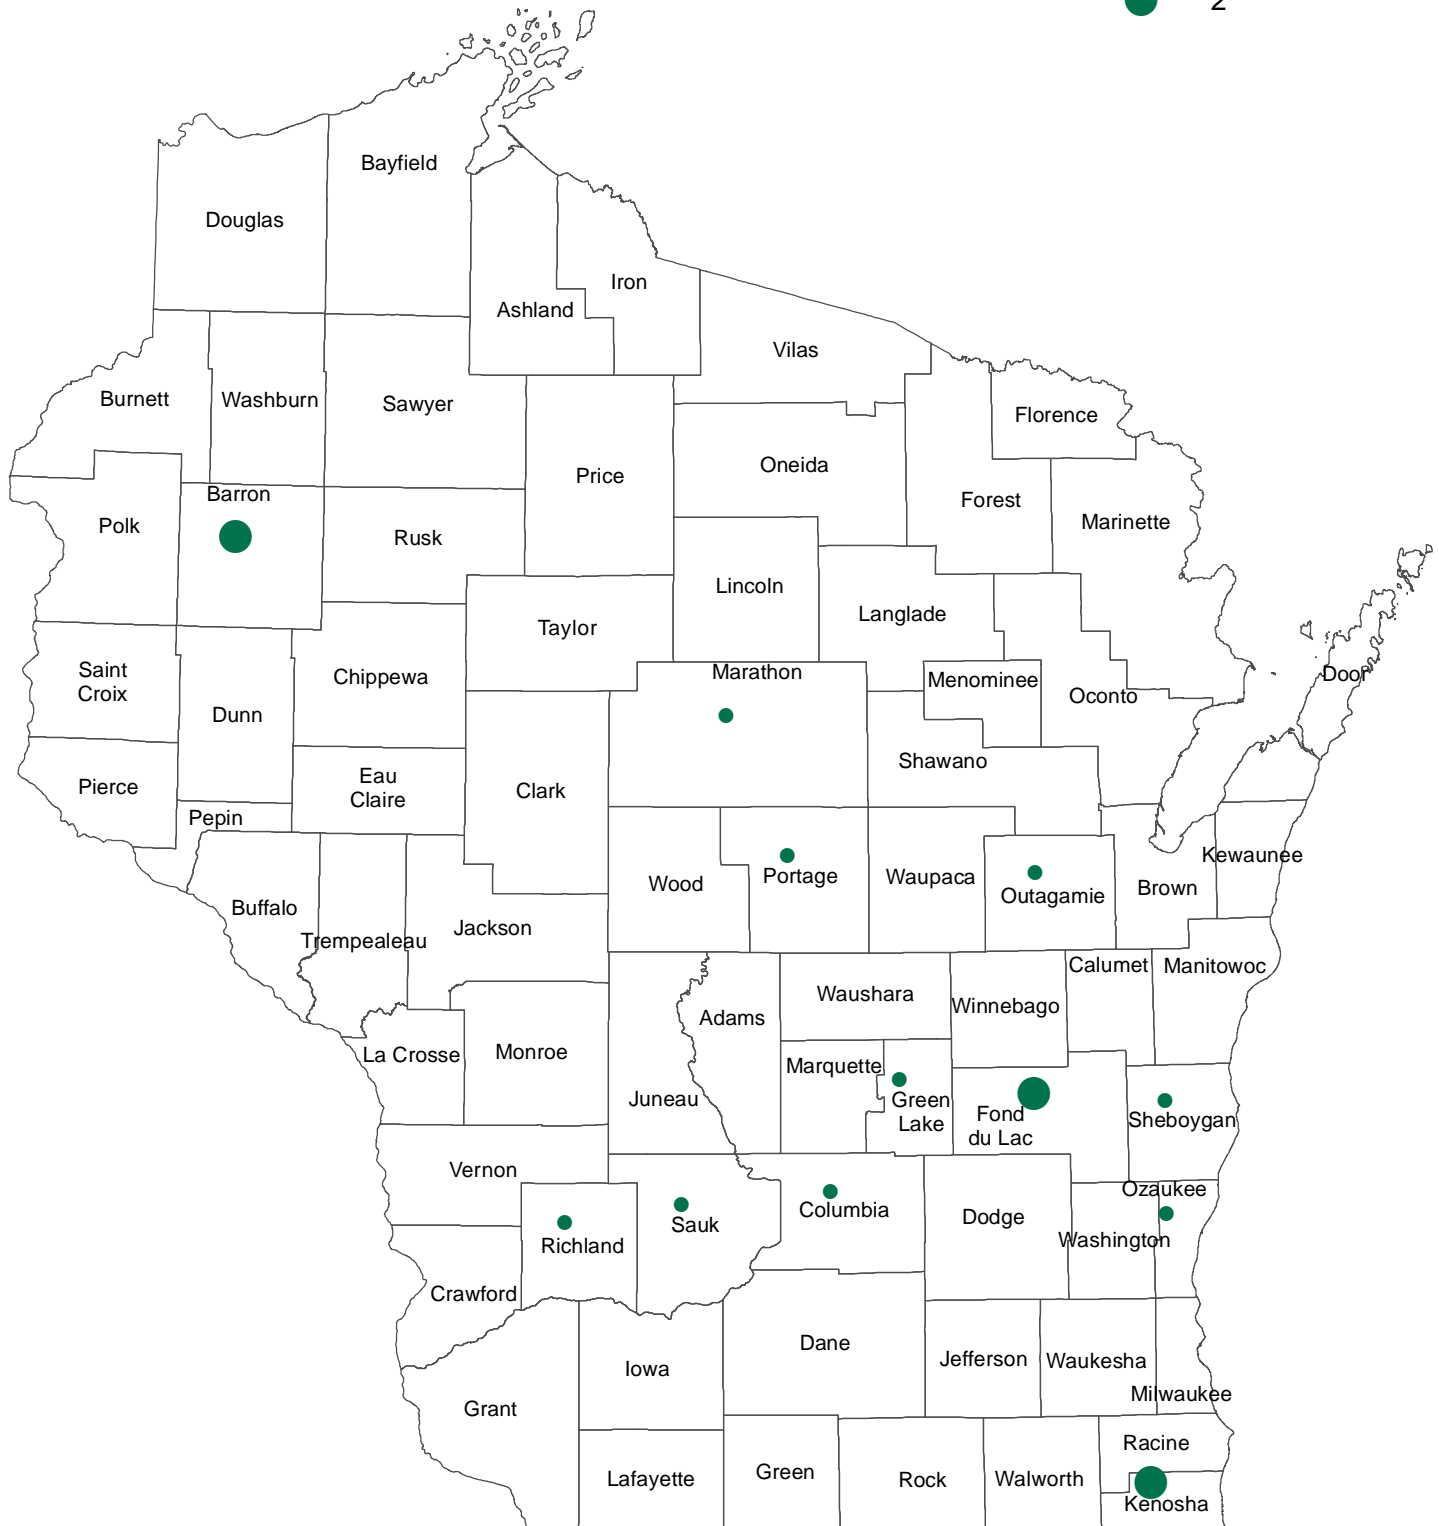 2
Bayfield
Douglas
Iron
Ashland
Vilas
Burnett
Washburn
Sawyer
Florence
Oneida
Price
Barron
Forest
Polk
Rusk
Marinette
Lincoln
Langlade
Taylor
Marathon
Saint
Croix
Chippewa
Menominee
Door
Oconto
Dunn
Shawano
Pierce
Eau
Claire
Clark
Pepin
Kewaunee
Wood
Portage
Waupaca
Outagamie
Brown
Buffalo
Jackson
Trempealeau
Calumet
Manitowoc
Waushara
Winnebago
Adams
La Crosse
Monroe
Marquette
Juneau
Green
Lake
Fond
du Lac
Sheboygan
Vernon
Ozaukee
Columbia
Dodge
Sauk
Richland
Washington
Crawford
Dane
Jefferson
Waukesha
Iowa
Milwaukee
Grant
Racine
Lafayette
Green
Rock
Walworth
Kenosha